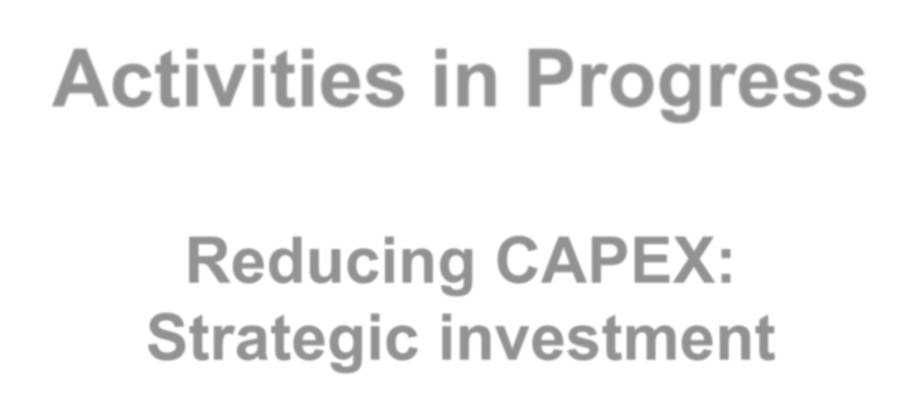 Activities in Progress
Reducing CAPEX:
Strategic investment